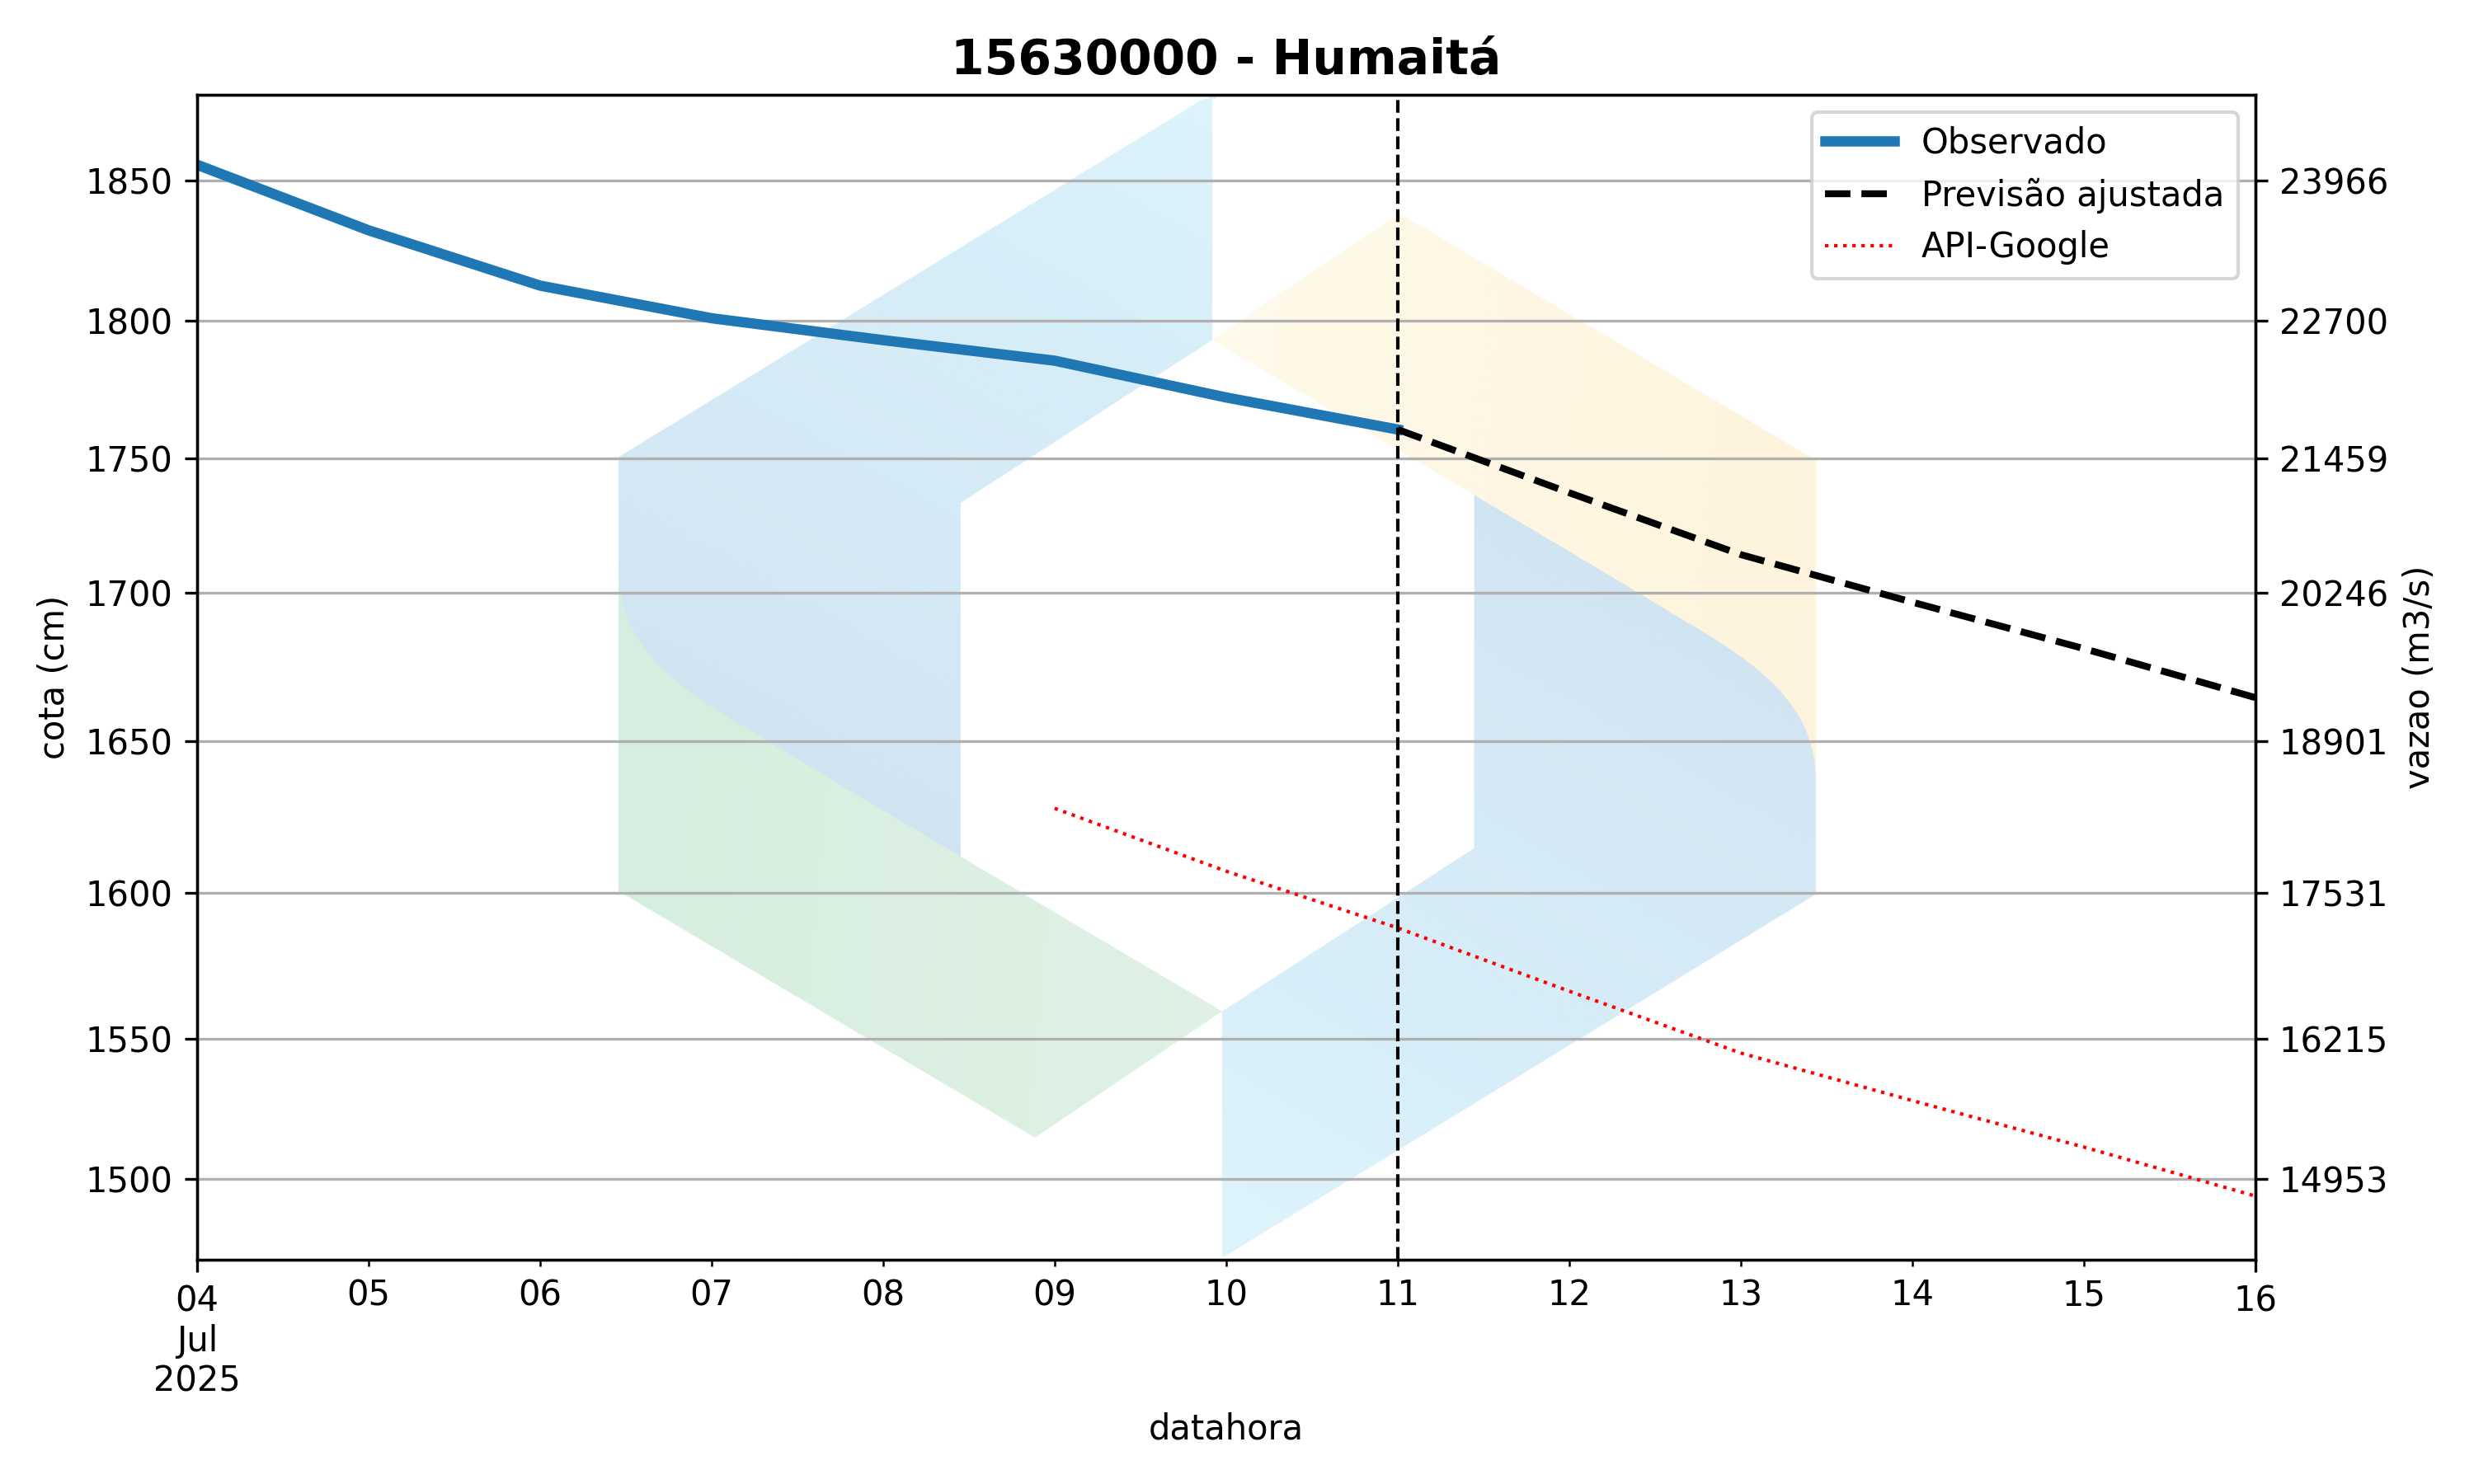 15630000 - Humaitá
Observado
Previsão ajustada
API-Google
1850
1800
1750
1700
1650
1600
1550
1500
cota (cm)
23966
22700
21459
20246
18901
17531
16215
14953
vazao (m3/s)
04 05 06 07 08 09 10 11 12 13 14 15 16
Jul
2025
datahora